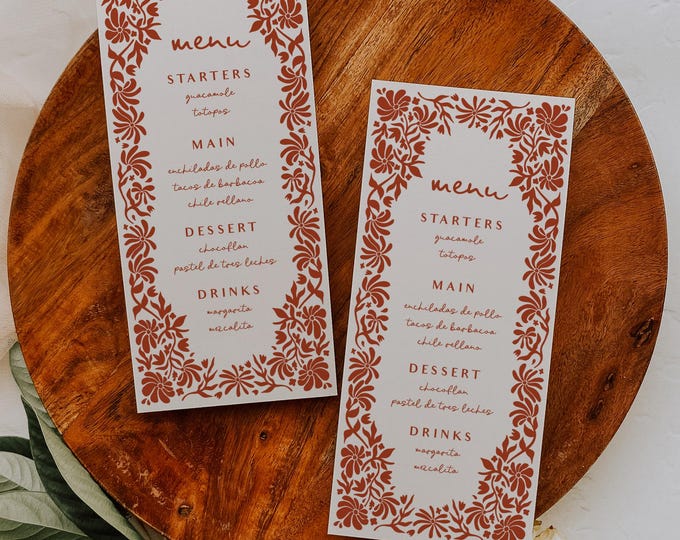 menu
STARTERS
guacamole
totopos
MAIN
enchiladas de pollo
tacos de barbacoa
chile rellano
DESSERT
chocoflan
pastel de tres leches
DRINKS
margarita
mezcalita
menu
STARTERS
guacamole
totopos
MAIN
enchiladas de pollo
tacos de barbacoa
chile rellano
DESSERT
chocoflan
pastel de tres leches
DRINKS
margarita
mezcalita